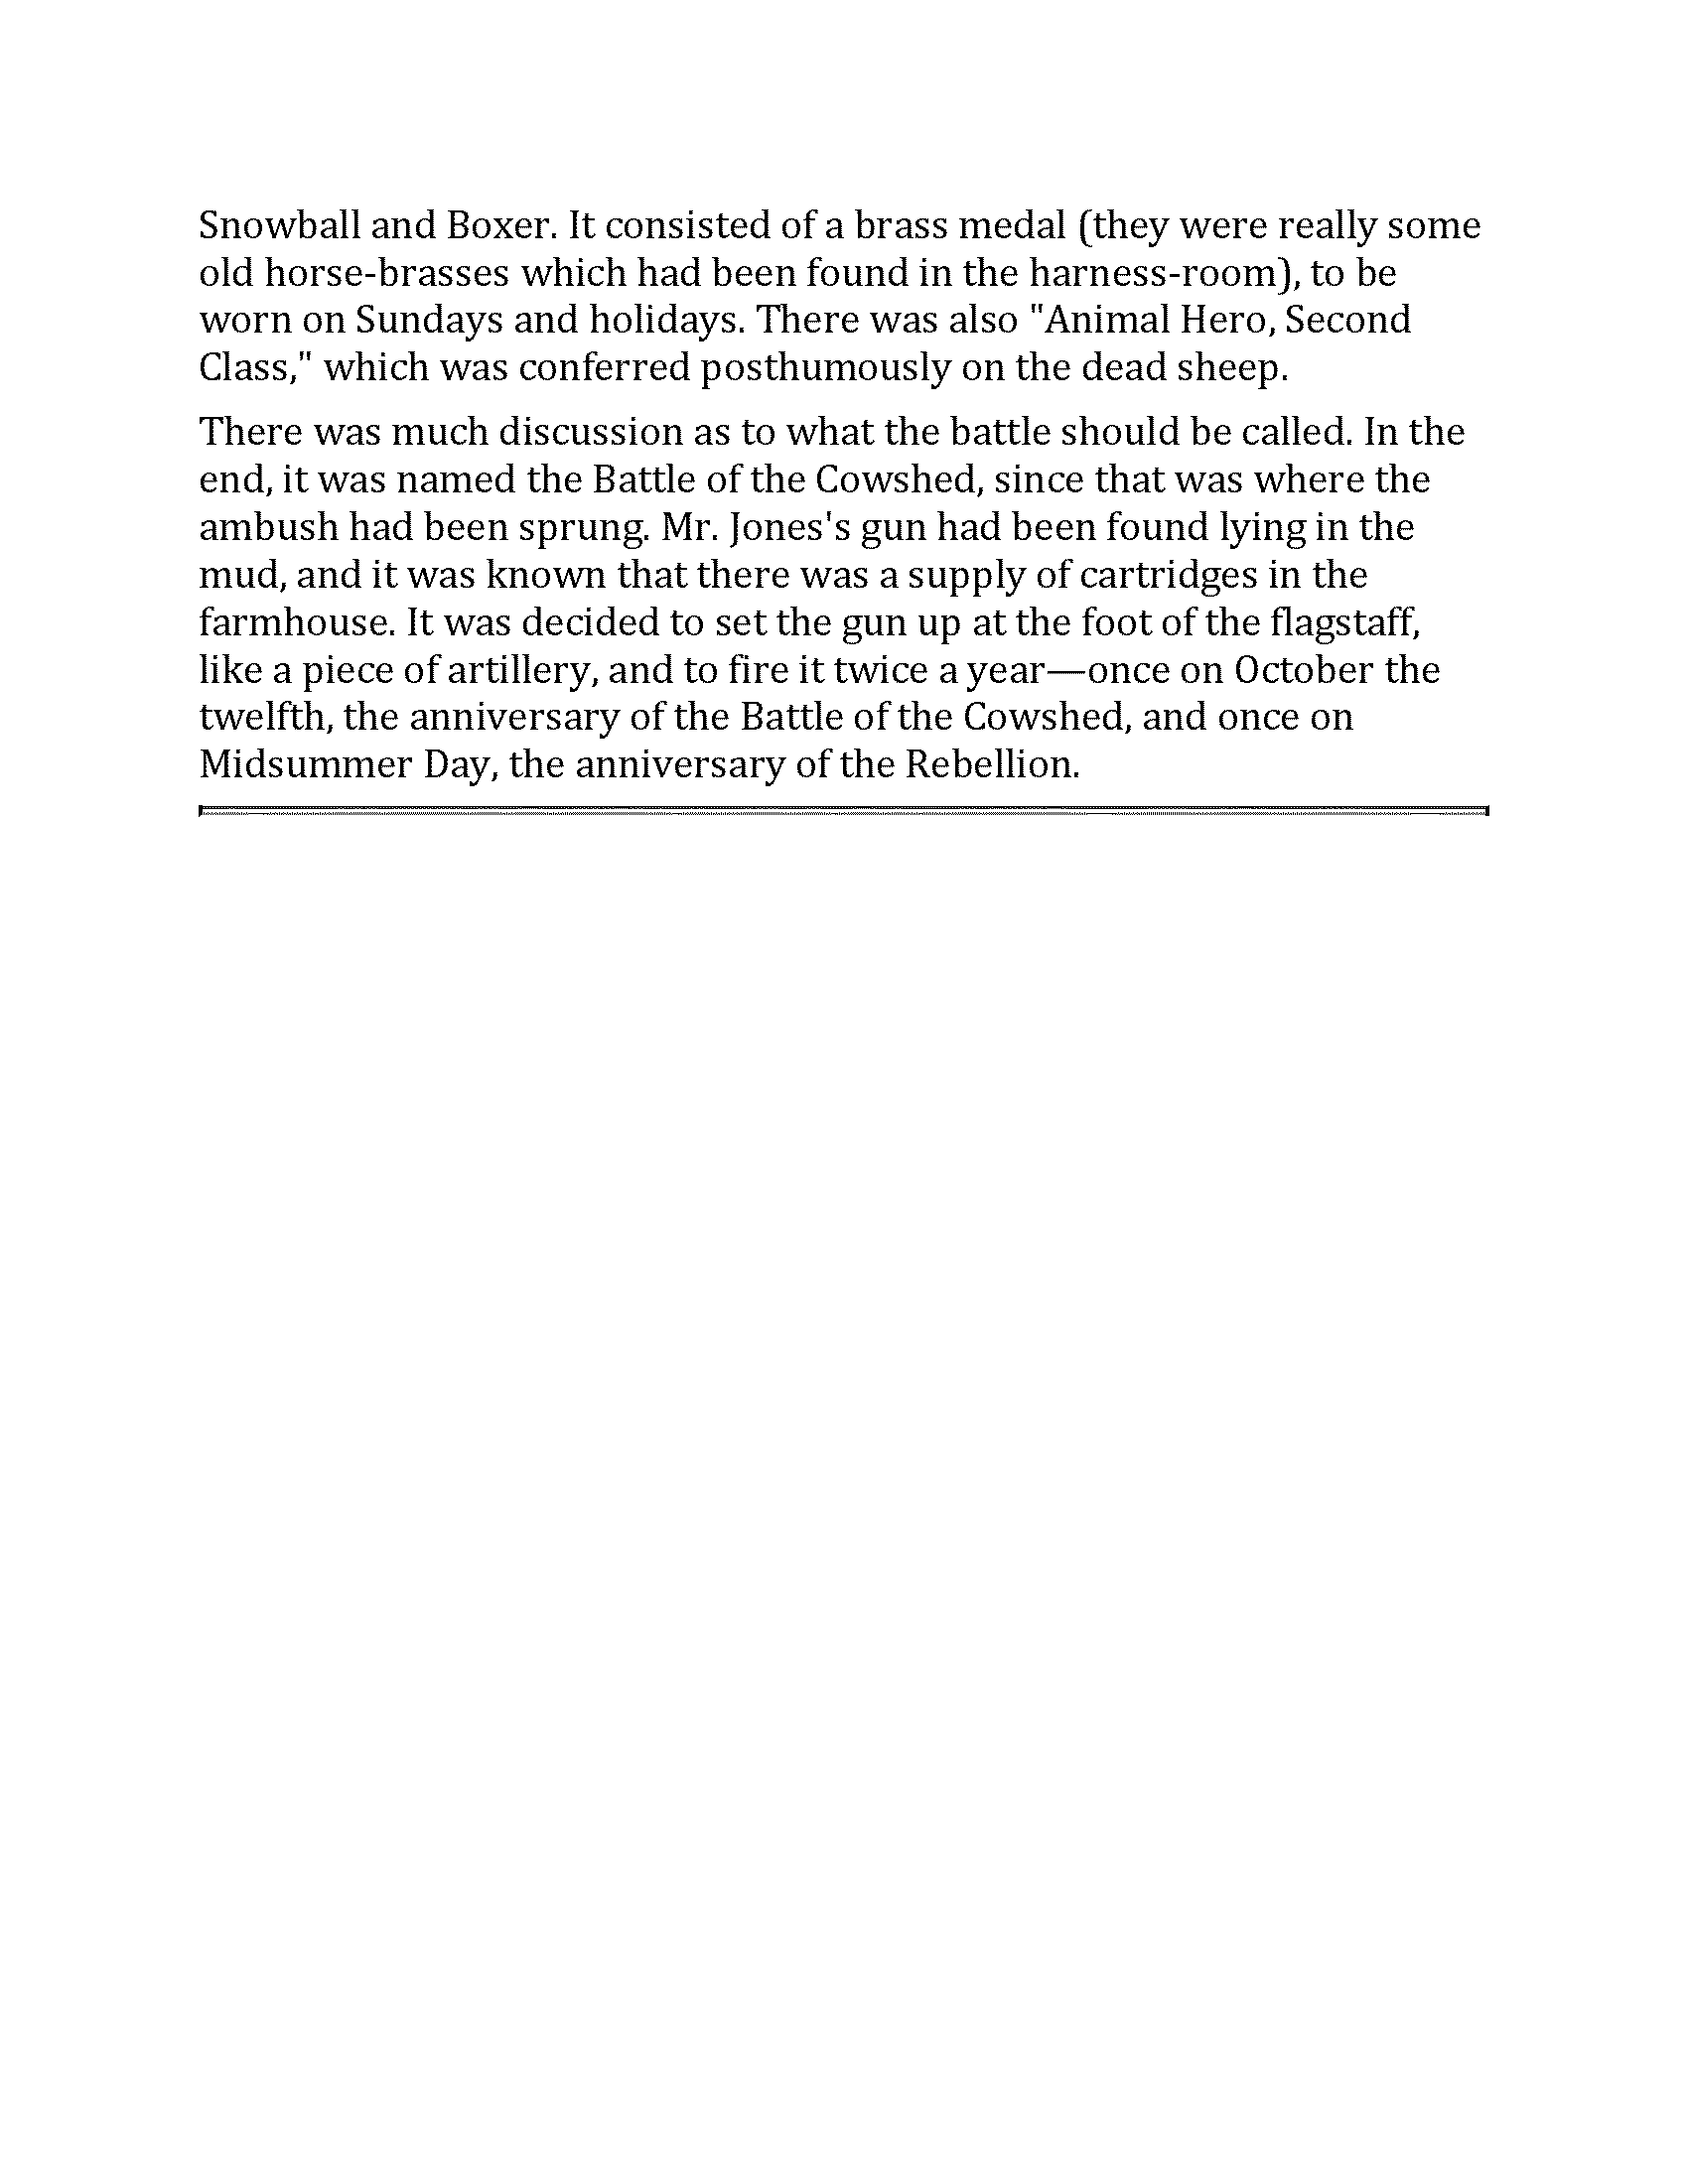 Snowball and Boxer. It consisted of a brass medal (they were really some
old horse-brasses which had been found in the harness-room), to be
worn on Sundays and holidays. There was also "Animal Hero, Second
Class," which was conferred posthumously on the dead sheep.
There was much discussion as to what the battle should be called. In the
end, it was named the Battle of the Cowshed, since that was where the
ambush had been sprung. Mr. Jones's gun had been found lying in the
mud, and it was known that there was a supply of cartridges in the
farmhouse. It was decided to set the gun up at the foot of the flagstaff,
like a piece of artillery, and to fire it twice a year—once on October the
twelfth, the anniversary of the Battle of the Cowshed, and once on
Midsummer Day, the anniversary of the Rebellion.